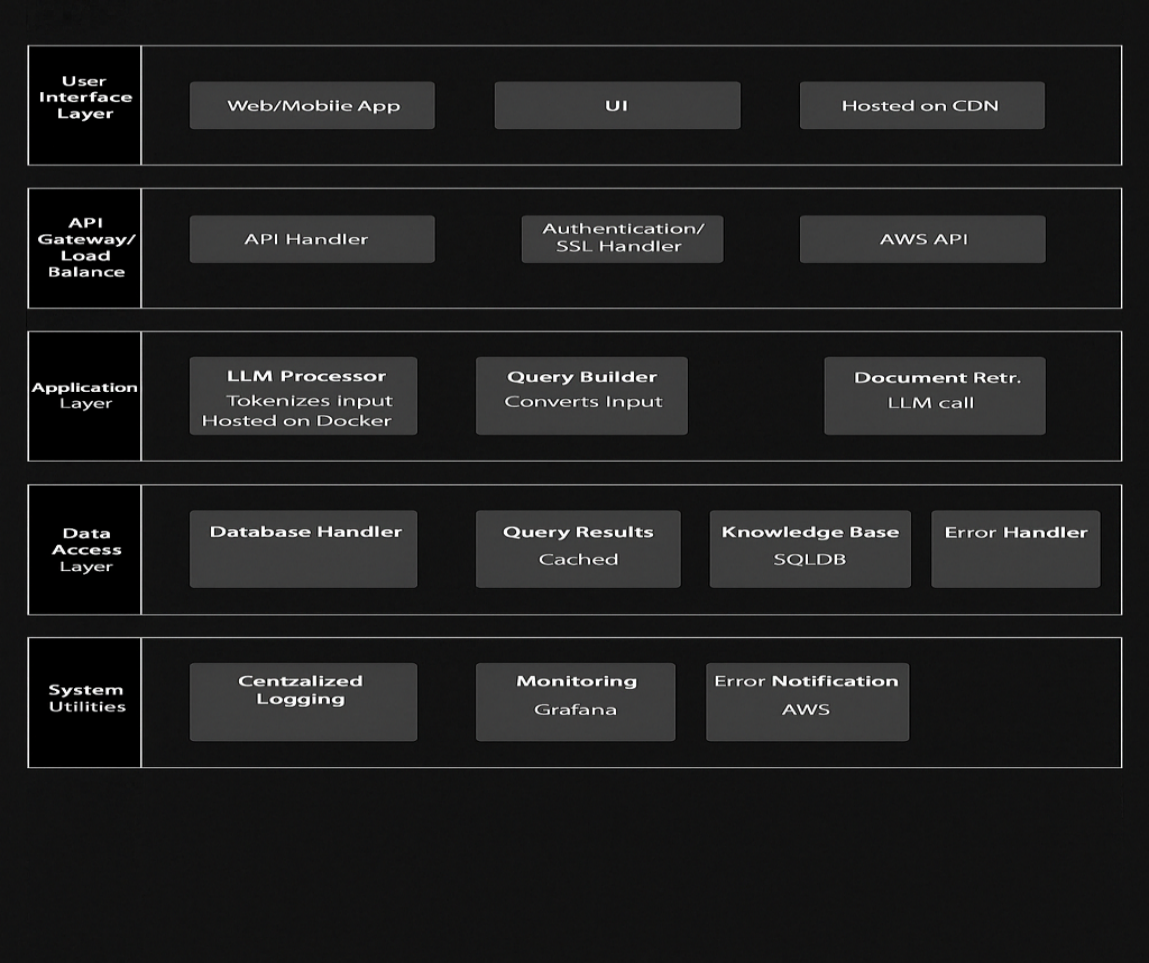 User
Interface
Layer
Web/Mobiie App
UI
Hosted on CDN
API
Gateway/
Load
Balance
API Handler
Authentication/
SSL Handler
AWS API
Application
Layer
LLM Processor
Tokenizes input
Hosted on Docker
Query Builder
Converts Input
Document Retr.
LLM call
Data
Access
Layer
Database Handler
Query Results
Cached
Knowledge Base
SQLDB
Error Handler
System
Utilities
Centzalized
Logging
Monitoring
Grafana
Error Notification
AWS